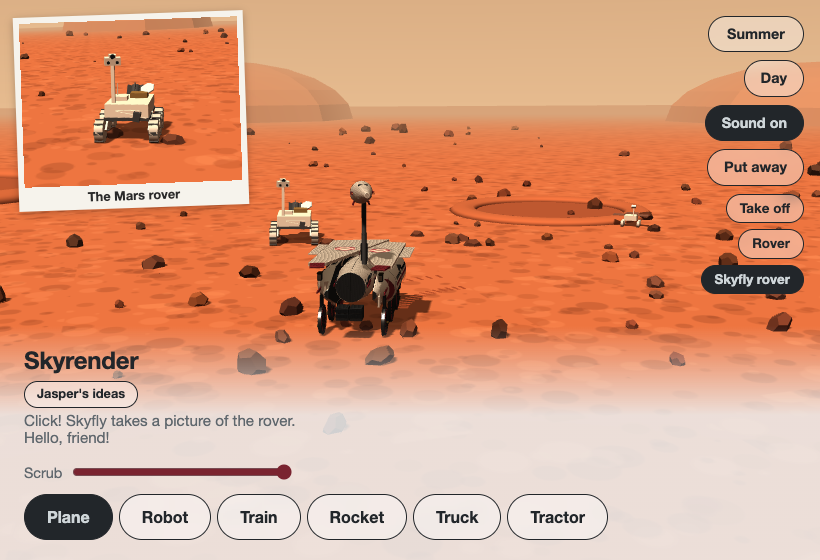 The Mars rover
Summer
Day
Sound on
Put away
Take off
Rover
Skyfly rover
Skyrender
Jasper's ideas
Click! Skyfly takes a picture of the rover.
Hello, friend!
Scrub
Plane
Robot
Train
Rocket
Truck
Tractor